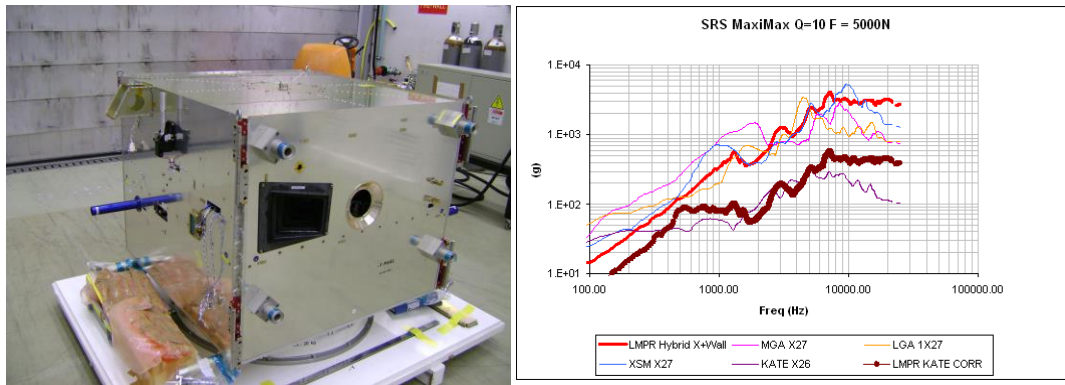 SRS MaxiMax Q=10 F = 5000N
1.E+04
1.E+03
(g)
1.E+02
1.E+01
100.00 1000.00 10000.00 100000.00
Freq (Hz)
LMPR Hybrid X+Wall MGA X27 LGA 1X27
XSM X27 KATE X26 LMPR KATE CORR